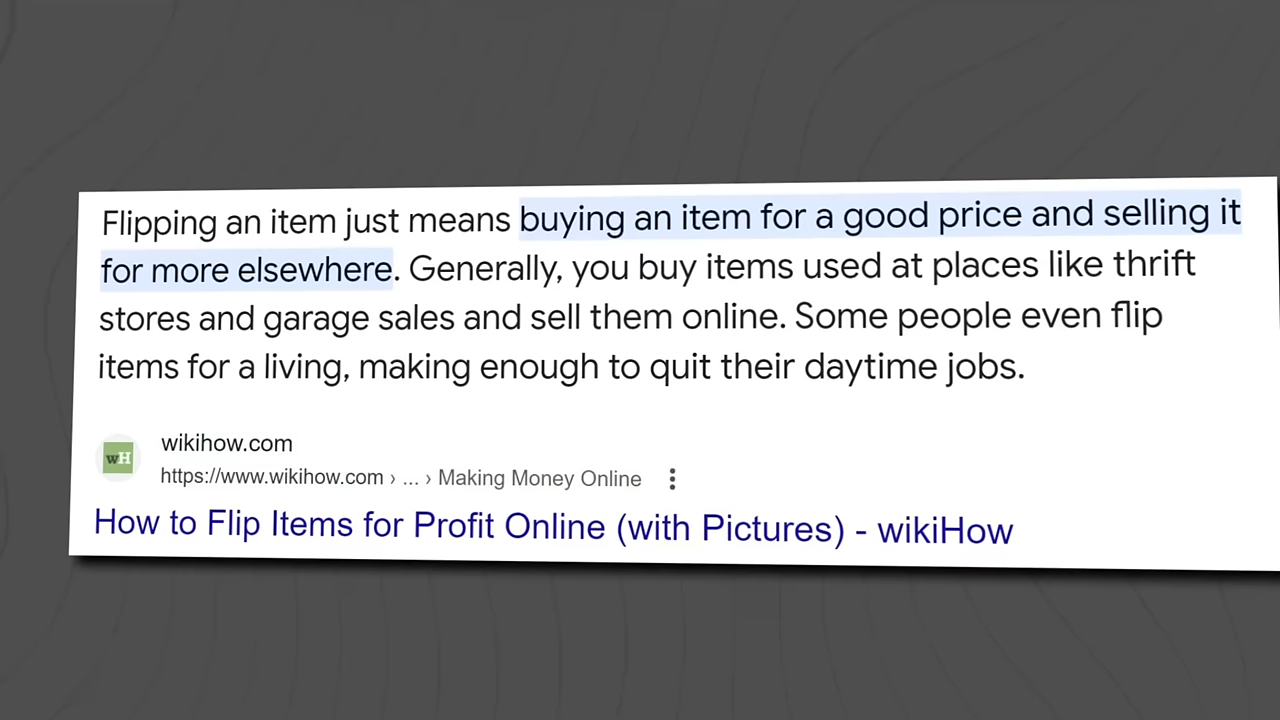 Flipping an item just means buying an item for a good price and selling it
for more elsewhere. Generally, you buy items used at places like thrift
stores and garage sales and sell them online. Some people even flip
items for a living, making enough to quit their daytime jobs.
wH
wikihow.com
https://www.wikihow.com › ... › Making Money Online
How to Flip Items for Profit Online (with Pictures) - wikiHow